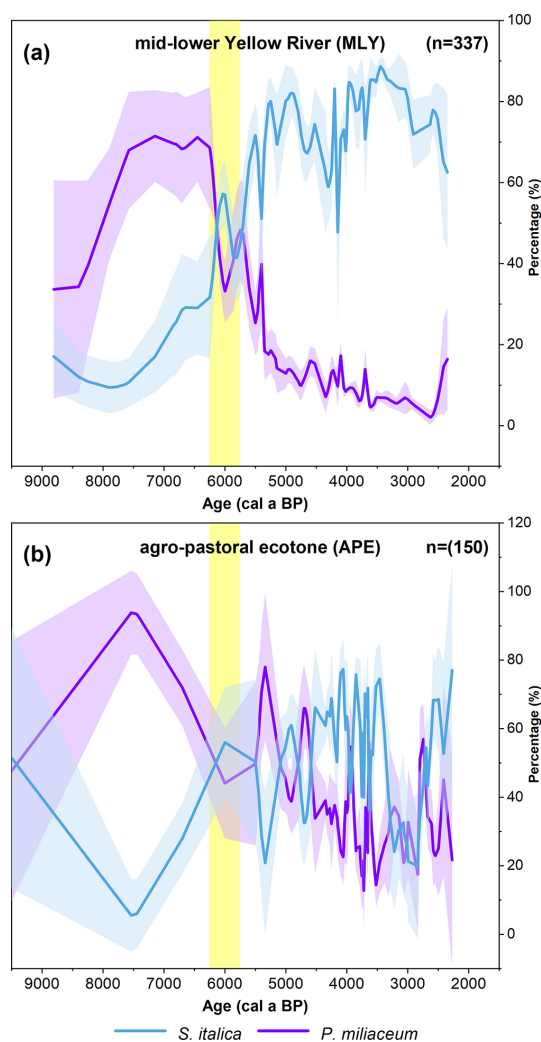 (a) mid-lower Yellow River (MLY) (n=337)
100
80
60
40
20
0
Percentage (%)
9000 8000 7000 6000 5000 4000 3000 2000
Age (cal a BP)
(b) agro-pastoral ecotone (APE) n=(150)
120
100
80
60
40
20
0
Percentage (%)
9000 8000 7000 6000 5000 4000 3000 2000
Age (cal a BP)
S. italica P. miliaceum